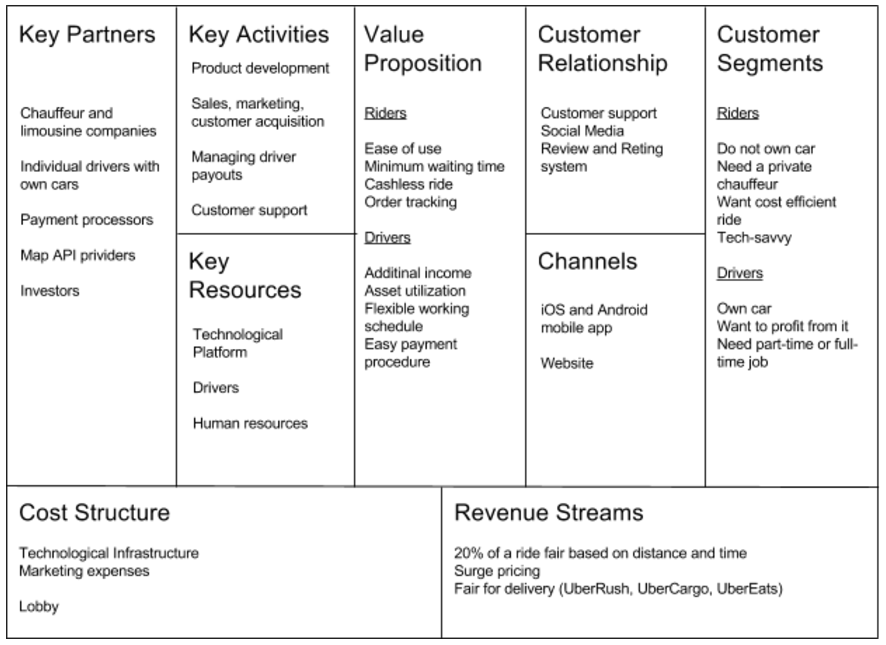 Key Partners
Chauffeur and
limousine companies
Individual drivers with
own cars
Payment processors
Map API prividers
Investors
Key Activities
Product development
Sales, marketing,
customer acquisition
Managing driver
payouts
Customer support
Key
Resources
Technological
Platform
Drivers
Human resources
Value
Proposition
Riders
Ease of use
Minimum waiting time
Cashless ride
Order tracking
Drivers
Additinal income
Asset utilization
Flexible working
schedule
Easy payment
procedure
Customer
Relationship
Customer support
Social Media
Review and Reting
system
Channels
iOS and Android
mobile app
Website
Customer
Segments
Riders
Do not own car
Need a private
chauffeur
Want cost efficient
ride
Tech-savvy
Drivers
Own car
Want to profit from it
Need part-time or full-
time job
Cost Structure
Technological Infrastructure
Marketing expenses
Lobby
Revenue Streams
20% of a ride fair based on distance and time
Surge pricing
Fair for delivery (UberRush, UberCargo, UberEats)